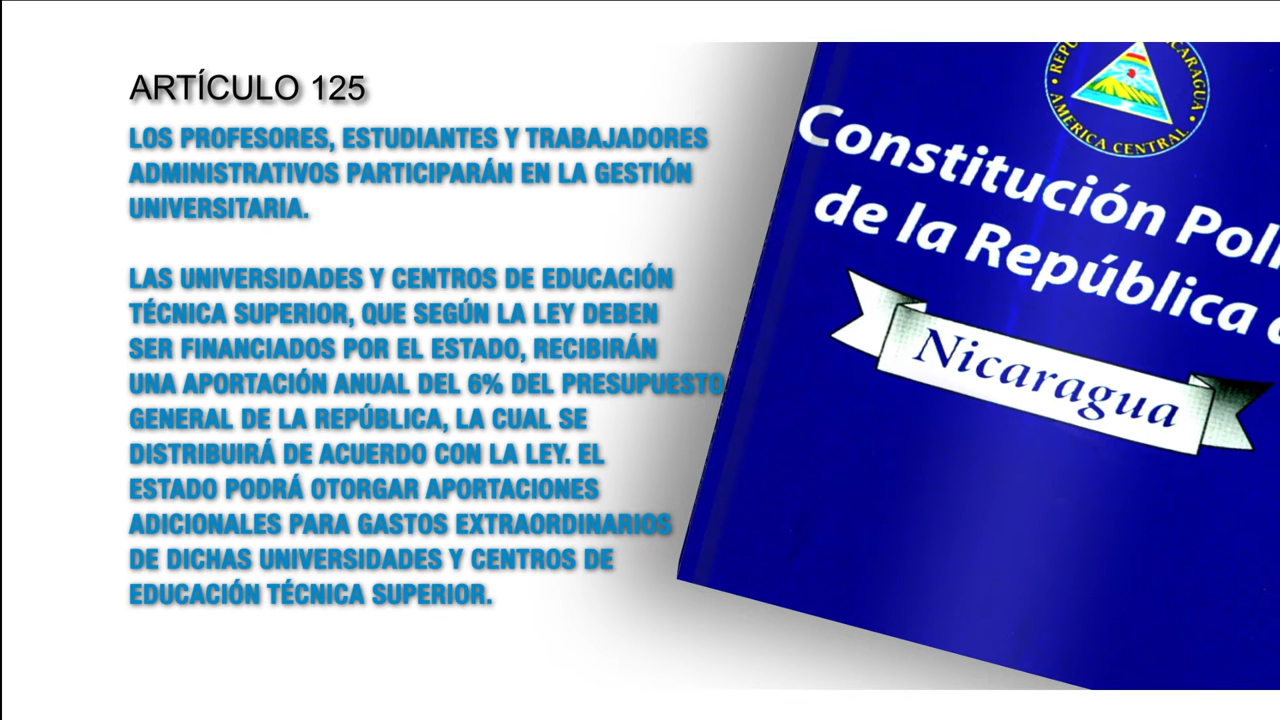 ARTÍCULO 125
LOS PROFESORES, ESTUDIANTES Y TRABAJADORES
ADMINISTRATIVOS PARTICIPARÁN EN LA GESTIÓN
UNIVERSITARIA.
LAS UNIVERSIDADES Y CENTROS DE EDUCACIÓN
TÉCNICA SUPERIOR, QUE SEGÚN LA LEY DEBEN
SER FINANCIADOS POR EL ESTADO, RECIBIRÁN
UNA APORTACIÓN ANUAL DEL 6% DEL PRESUPUESTO
GENERAL DE LA REPÚBLICA, LA CUAL SE
DISTRIBUIRÁ DE ACUERDO CON LA LEY. EL
ESTADO PODRÁ OTORGAR APORTACIONES
ADICIONALES PARA GASTOS EXTRAORDINARIOS
DE DICHAS UNIVERSIDADES Y CENTROS DE
EDUCACIÓN TÉCNICA SUPERIOR.
AMERICA CENTRAL
Constitución
de la República
Nicaragua